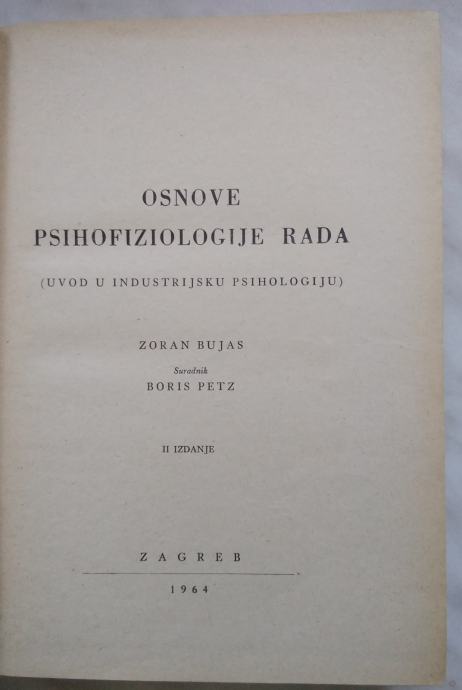 OSNOVE
PSIHOFIZIOLOGIJE RADA
(UVOD U INDUSTRIJSKU PSIHOLOGIJU)
ZORAN BUJAS
Suradnik
BORIS PETZ
II IZDANJE
ZAGREB
1964